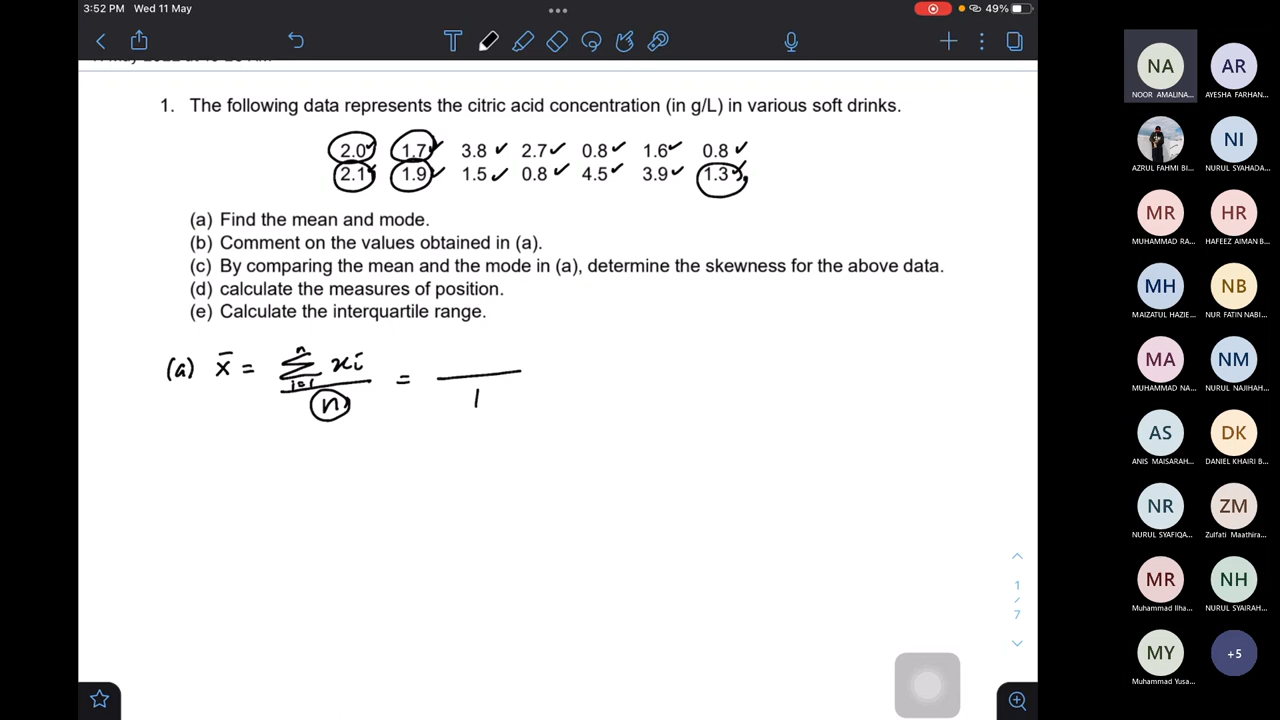 3:52 PM Wed 11 May
49%
T
1. The following data represents the citric acid concentration (in g/L) in various soft drinks.
2.0 1.7 3.8 2.7 0.8 1.6 0.8
2.1 1.9 1.5 0.8 4.5 3.9 1.3
(a) Find the mean and mode.
(b) Comment on the values obtained in (a).
(c) By comparing the mean and the mode in (a), determine the skewness for the above data.
(d) calculate the measures of position.
(e) Calculate the interquartile range.
(a) x̄ = Σ i=1 n xi / n = / 1
1
/
7
NA AR
NOOR AMALINA... AYESHA FARHAN...
NI
AZRUL FAHMI BI... NURUL SYAHADA...
MR HR
MUHAMMAD RA... HAFEEZ AIMAN B...
MH NB
MAIZATUL HAZIE... NUR FATIN NABI...
MA NM
MUHAMMAD NA... NURUL NAJIHAH...
AS DK
ANIS MAISARAH... DANIEL KHAIRI B...
NR ZM
NURUL SYAFIQA... Zulfati Maathira...
MR NH
Muhammad Ilha... NURUL SYAIRAH...
MY +5
Muhammad Yusa...